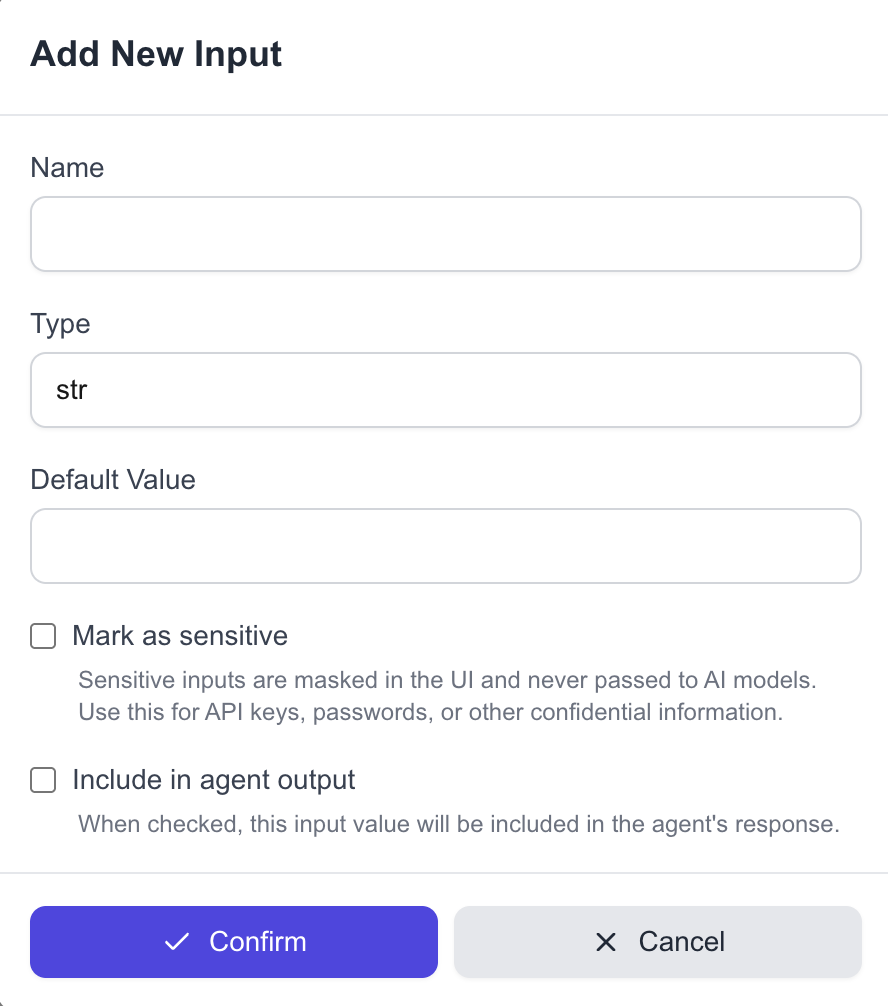 Add New Input
Name
Type
str
Default Value
Mark as sensitive
Sensitive inputs are masked in the UI and never passed to AI models.
Use this for API keys, passwords, or other confidential information.
Include in agent output
When checked, this input value will be included in the agent's response.
Confirm
Cancel